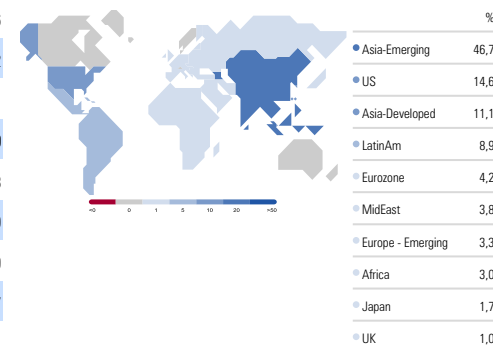 %
Asia-Emerging 46,7
US 14,6
Asia-Developed 11,1
LatinAm 8,9
Eurozone 4,2
MidEast 3,8
Europe - Emerging 3,3
Africa 3,0
Japan 1,7
UK 1,0
<0 0 1 5 10 20 >50